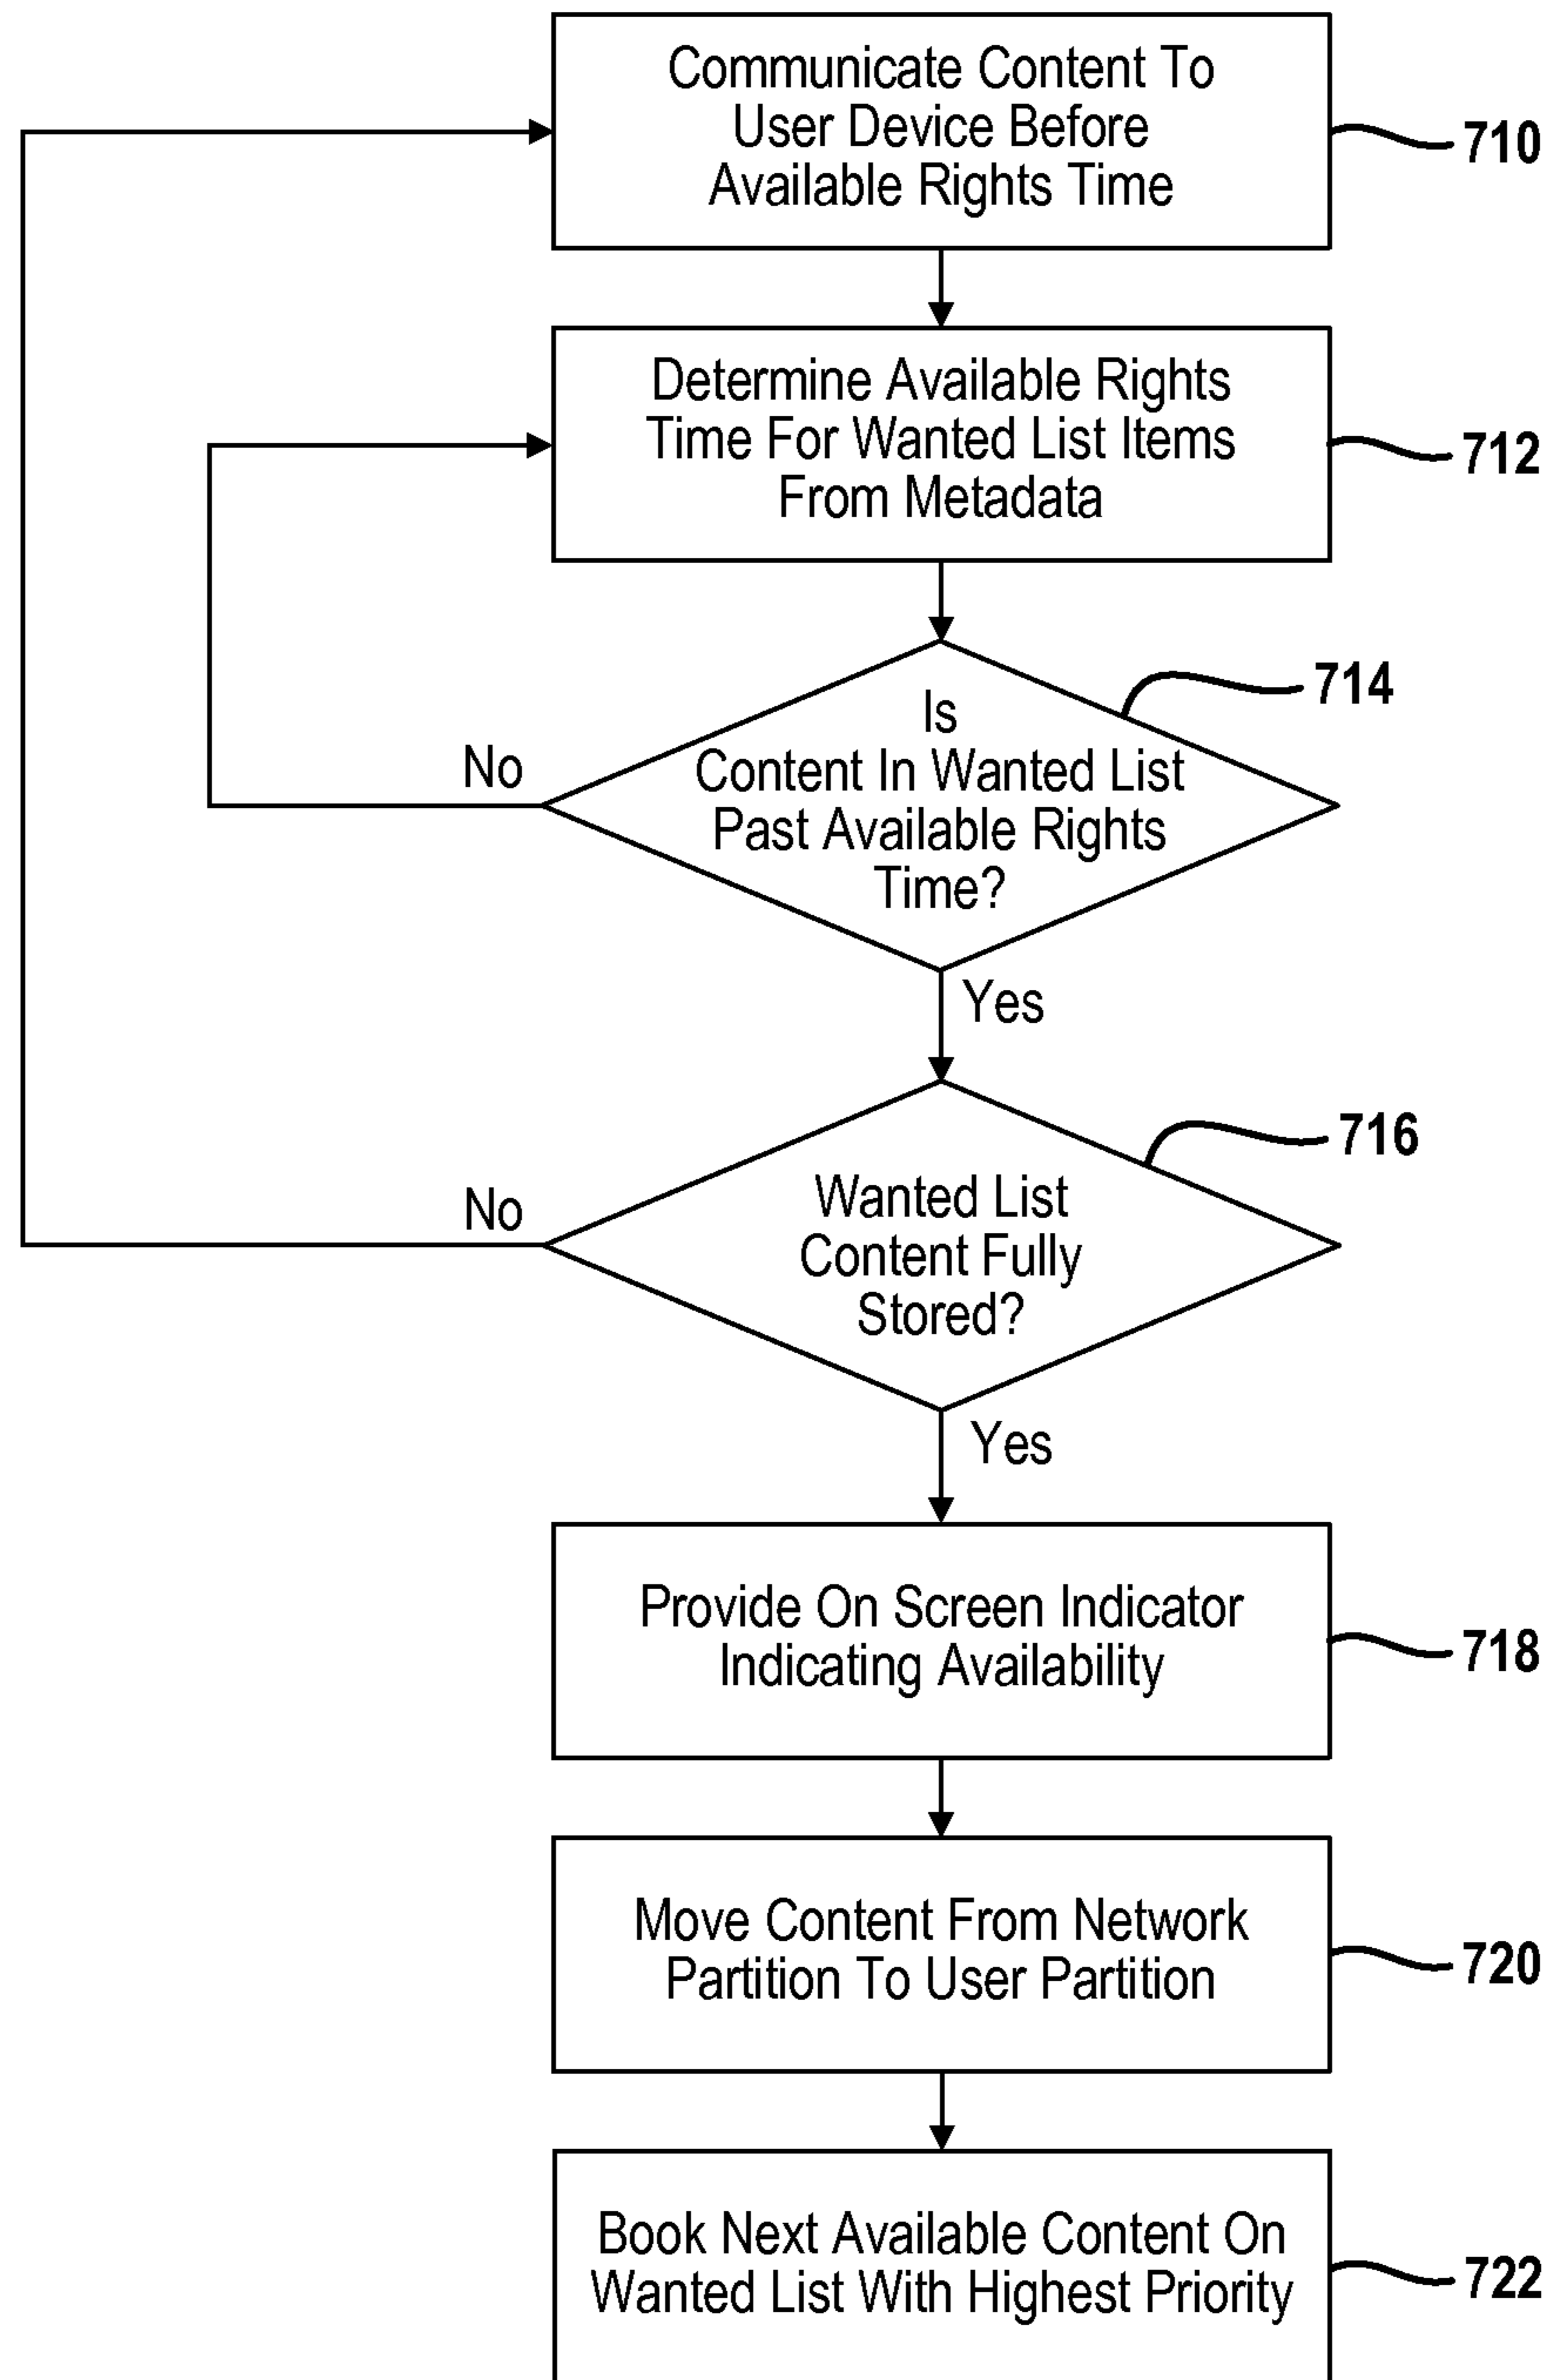 Communicate Content To
User Device Before
Available Rights Time
710
Determine Available Rights
Time For Wanted List Items
From Metadata
712
714
Is
Content In Wanted List
Past Available Rights
Time?
No
Yes
716
Wanted List
Content Fully
Stored?
No
Yes
Provide On Screen Indicator
Indicating Availability
718
Move Content From Network
Partition To User Partition
720
Book Next Available Content On
Wanted List With Highest Priority
722